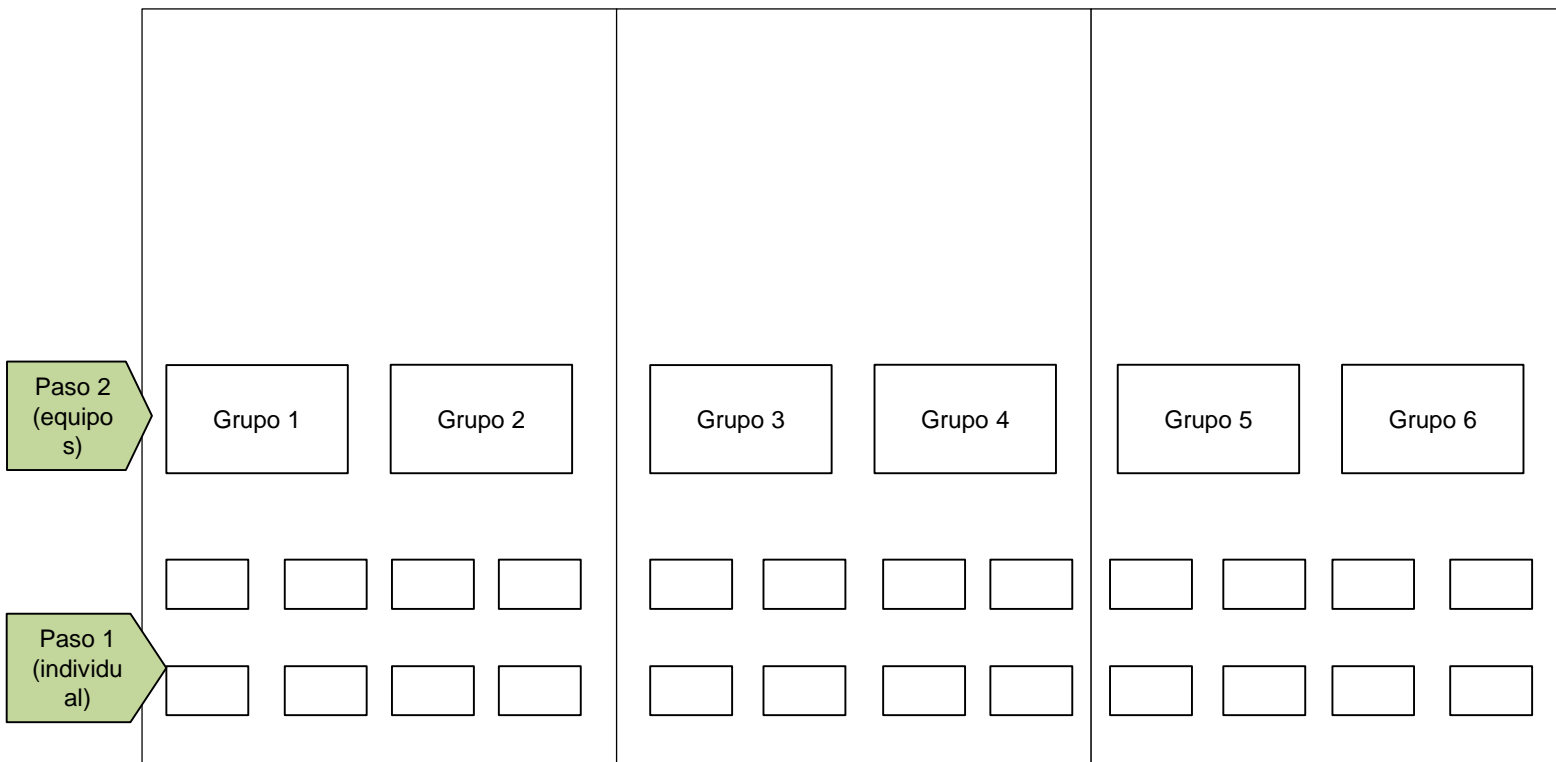 Paso 2
(equipo
s)
Grupo 1
Grupo 2
Grupo 3
Grupo 4
Grupo 5
Grupo 6
Paso 1
(individu
al)